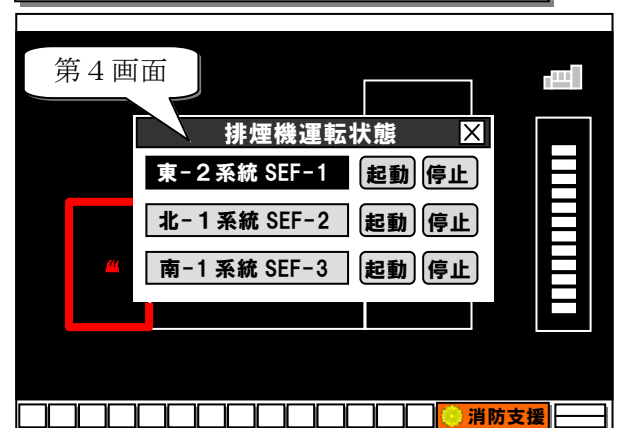 第４画面
排煙機運転状態
東-２系統 SEF-1 起動 停止
北-１系統 SEF-2 起動 停止
南-1 系統 SEF-3 起動 停止
消防支援